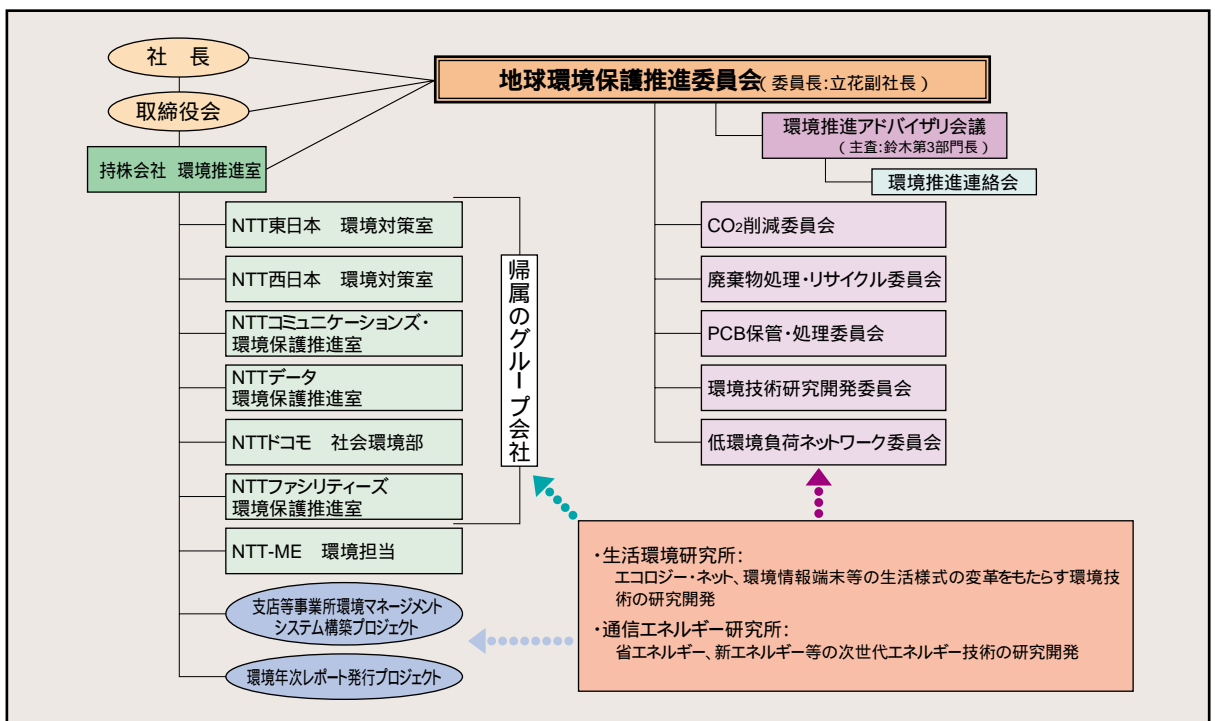 社 長
取締役会
持株会社 環境推進室
地球環境保護推進委員会(委員長:立花副社長)
環境推進アドバイザリ会議
(主査:鈴木第3部門長)
環境推進連絡会
NTT東日本 環境対策室
NTT西日本 環境対策室
NTTコミュニケーションズ・
環境保護推進室
NTTデータ
環境保護推進室
NTTドコモ 社会環境部
NTTファシリティーズ
環境保護推進室
NTT-ME 環境担当
支店等事業所環境マネージメント
システム構築プロジェクト
環境年次レポート発行プロジェクト
帰属のグループ会社
CO2削減委員会
廃棄物処理・リサイクル委員会
PCB保管・処理委員会
環境技術研究開発委員会
低環境負荷ネットワーク委員会
・生活環境研究所:
エコロジー・ネット、環境情報端末等の生活様式の変革をもたらす環境技
術の研究開発
・通信エネルギー研究所:
省エネルギー、新エネルギー等の次世代エネルギー技術の研究開発